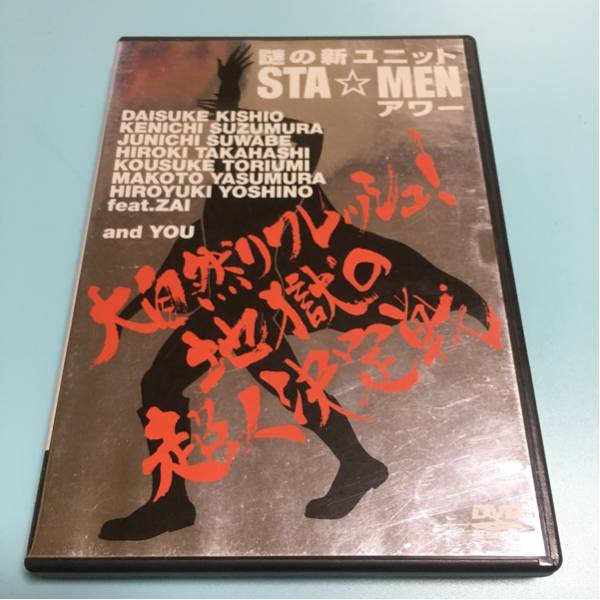 謎の新ユニット
STA☆MEN
アワー
DAISUKE KISHIO
KENICHI SUZUMURA
JUNICHI SUWABE
HIROKI TAKAHASHI
KOUSUKE TORIUMI
MAKOTO YASUMURA
HIROYUKI YOSHINO
feat.ZAI
and YOU
大自然リフレッシュ!
地獄の
超人決定戦
DVD